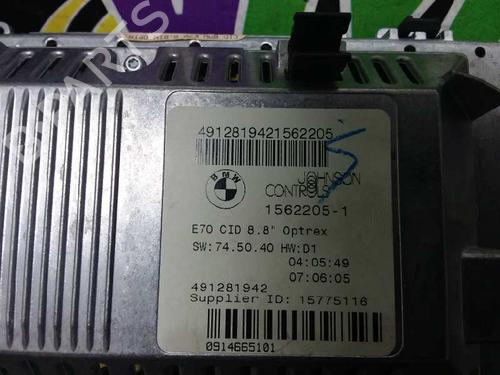 4912819421562205
BMW
JOHNSON
CONTROLS
1562205-1
E70 CID 8.8" Optrex
SW:74.50.40 HW:D1
04:05:49
07:06:05
491281942
Supplier ID: 15775116
0914665101